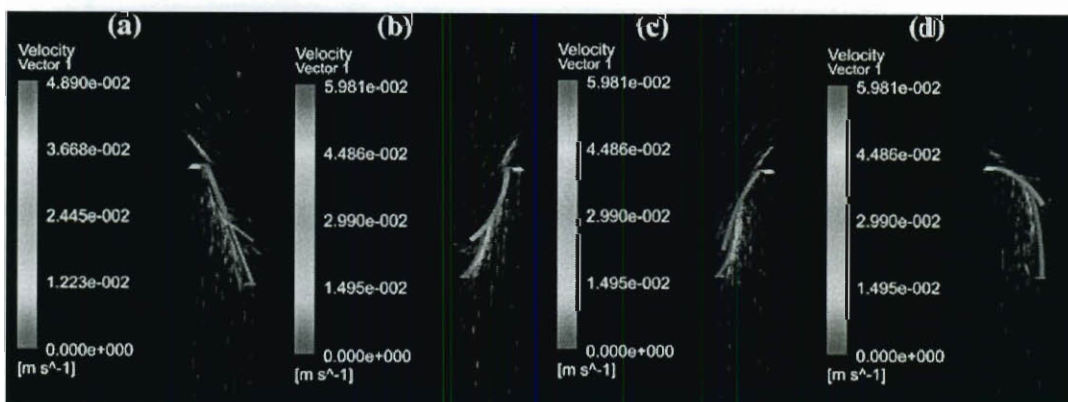 (a)
Velocity
Vector 1
4.890e-002
3.668e-002
2.445e-002
1.223e-002
0.000e+000
[m s^-1]
(b)
Velocity
Vector 1
5.981e-002
4.486e-002
2.990e-002
1.495e-002
0.000e+000
[m s^-1]
(c)
Velocity
Vector 1
5.981e-002
4.486e-002
2.990e-002
1.495e-002
0.000e+000
[m s^-1]
(d)
Velocity
Vector 1
5.981e-002
4.486e-002
2.990e-002
1.495e-002
0.000e+000
[m s^-1]